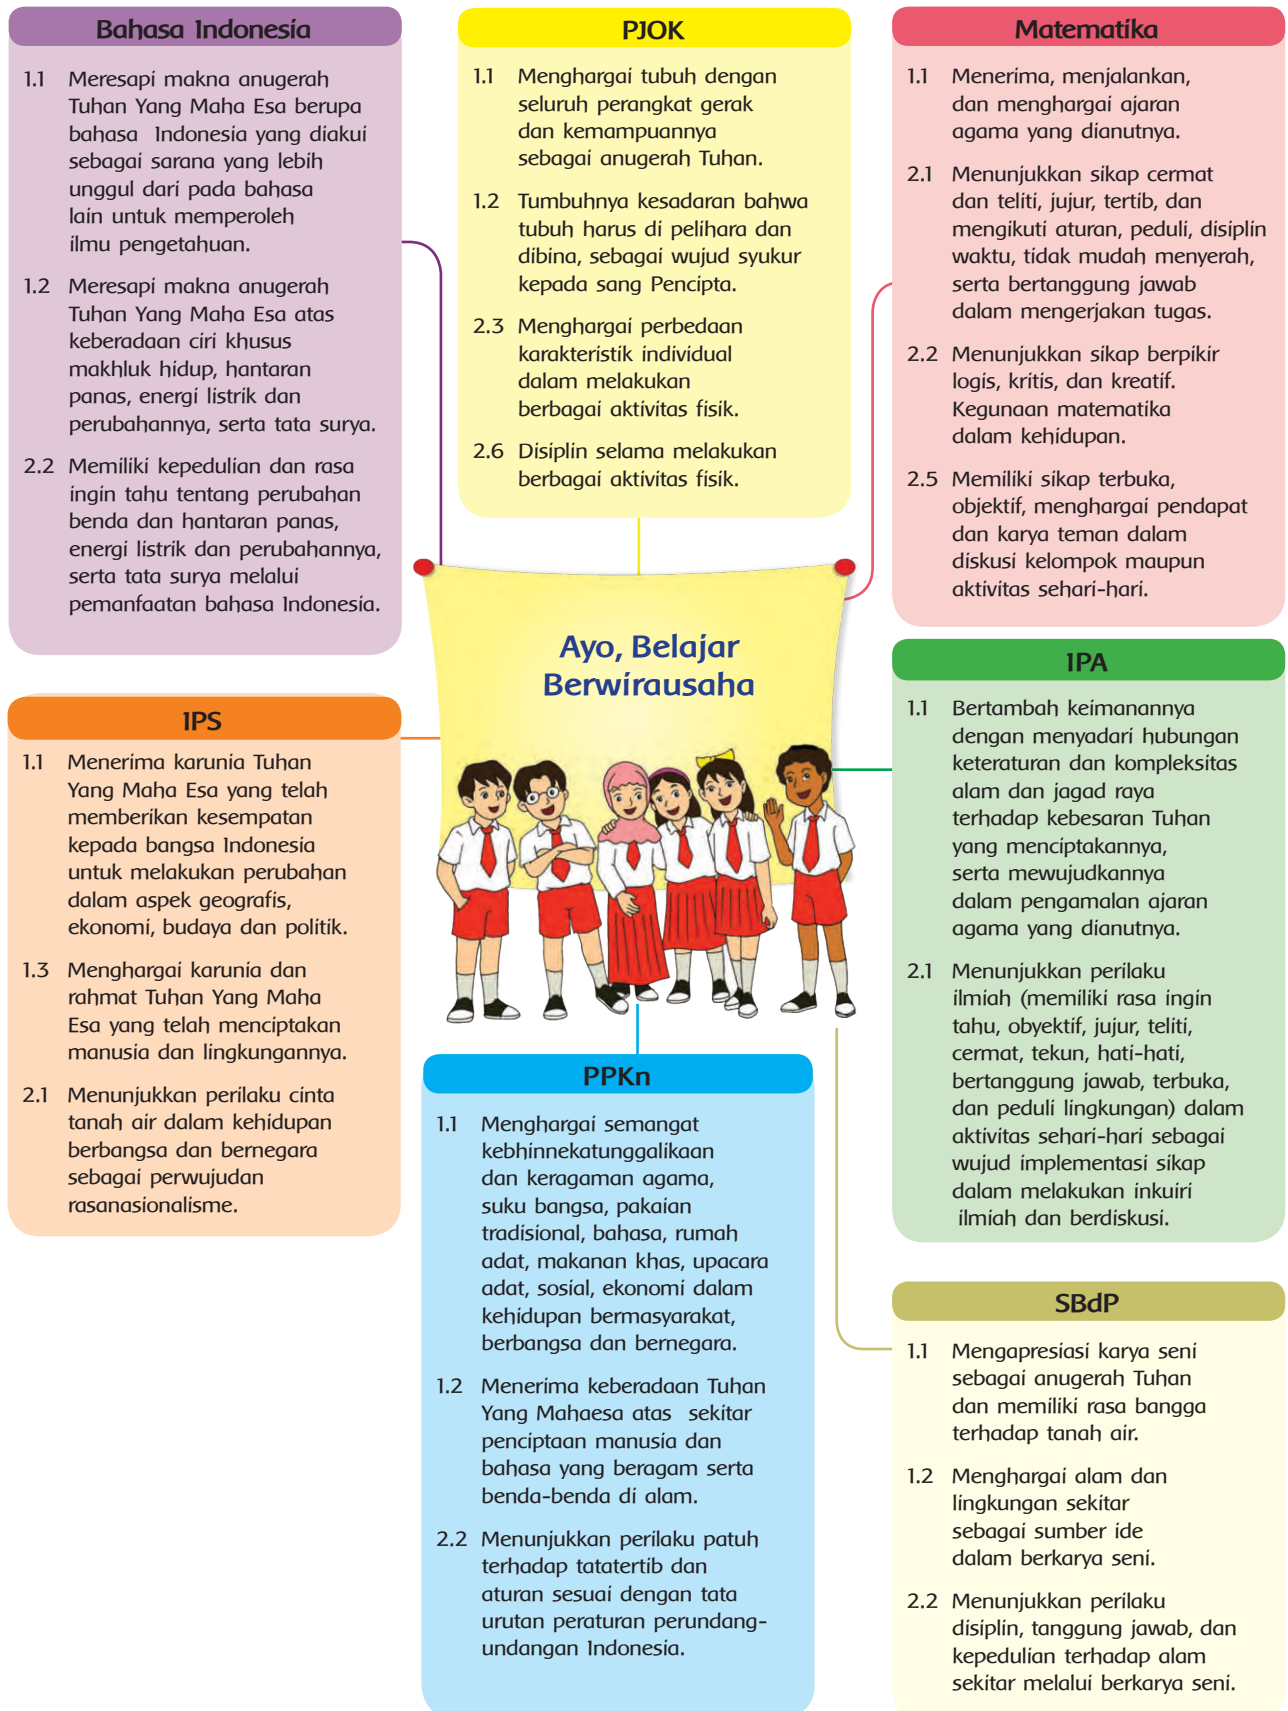 Bahasa Indonesia
1.1 Meresapi makna anugerah
Tuhan Yang Maha Esa berupa
bahasa Indonesia yang diakui
sebagai sarana yang lebih
unggul dari pada bahasa
lain untuk memperoleh
ilmu pengetahuan.
1.2 Meresapi makna anugerah
Tuhan Yang Maha Esa atas
keberadaan ciri khusus
makhluk hidup, hantaran
panas, energi listrik dan
perubahannya, serta tata surya.
2.2 Memiliki kepedulian dan rasa
ingin tahu tentang perubahan
benda dan hantaran panas,
energi listrik dan perubahannya,
serta tata surya melalui
pemanfaatan bahasa Indonesia.
PJOK
1.1 Menghargai tubuh dengan
seluruh perangkat gerak
dan kemampuannya
sebagai anugerah Tuhan.
1.2 Tumbuhnya kesadaran bahwa
tubuh harus di pelihara dan
dibina, sebagai wujud syukur
kepada sang Pencipta.
2.3 Menghargai perbedaan
karakteristik individual
dalam melakukan
berbagai aktivitas fisik.
2.6 Disiplin selama melakukan
berbagai aktivitas fisik.
Matematika
1.1 Menerima, menjalankan,
dan menghargai ajaran
agama yang dianutnya.
2.1 Menunjukkan sikap cermat
dan teliti, jujur, tertib, dan
mengikuti aturan, peduli, disiplin
waktu, tidak mudah menyerah,
serta bertanggung jawab
dalam mengerjakan tugas.
2.2 Menunjukkan sikap berpikir
logis, kritis, dan kreatif.
Kegunaan matematika
dalam kehidupan.
2.5 Memiliki sikap terbuka,
objektif, menghargai pendapat
dan karya teman dalam
diskusi kelompok maupun
aktivitas sehari-hari.
Ayo, Belajar
Berwirausaha
IPS
1.1 Menerima karunia Tuhan
Yang Maha Esa yang telah
memberikan kesempatan
kepada bangsa Indonesia
untuk melakukan perubahan
dalam aspek geografis,
ekonomi, budaya dan politik.
1.3 Menghargai karunia dan
rahmat Tuhan Yang Maha
Esa yang telah menciptakan
manusia dan lingkungannya.
2.1 Menunjukkan perilaku cinta
tanah air dalam kehidupan
berbangsa dan bernegara
sebagai perwujudan
rasanasionalisme.
IPA
1.1 Bertambah keimanannya
dengan menyadari hubungan
keteraturan dan kompleksitas
alam dan jagad raya
terhadap kebesaran Tuhan
yang menciptakannya,
serta mewujudkannya
dalam pengamalan ajaran
agama yang dianutnya.
2.1 Menunjukkan perilaku
ilmiah (memiliki rasa ingin
tahu, obyektif, jujur, teliti,
cermat, tekun, hati-hati,
bertanggung jawab, terbuka,
dan peduli lingkungan) dalam
aktivitas sehari-hari sebagai
wujud implementasi sikap
dalam melakukan inkuiri
ilmiah dan berdiskusi.
PPKn
1.1 Menghargai semangat
kebhinnekatunggalikaan
dan keragaman agama,
suku bangsa, pakaian
tradisional, bahasa, rumah
adat, makanan khas, upacara
adat, sosial, ekonomi dalam
kehidupan bermasyarakat,
berbangsa dan bernegara.
1.2 Menerima keberadaan Tuhan
Yang Mahaesa atas sekitar
penciptaan manusia dan
bahasa yang beragam serta
benda-benda di alam.
2.2 Menunjukkan perilaku patuh
terhadap tatatertib dan
aturan sesuai dengan tata
urutan peraturan perundang-
undangan Indonesia.
SBdP
1.1 Mengapresiasi karya seni
sebagai anugerah Tuhan
dan memiliki rasa bangga
terhadap tanah air.
1.2 Menghargai alam dan
lingkungan sekitar
sebagai sumber ide
dalam berkarya seni.
2.2 Menunjukkan perilaku
disiplin, tanggung jawab, dan
kepedulian terhadap alam
sekitar melalui berkarya seni.